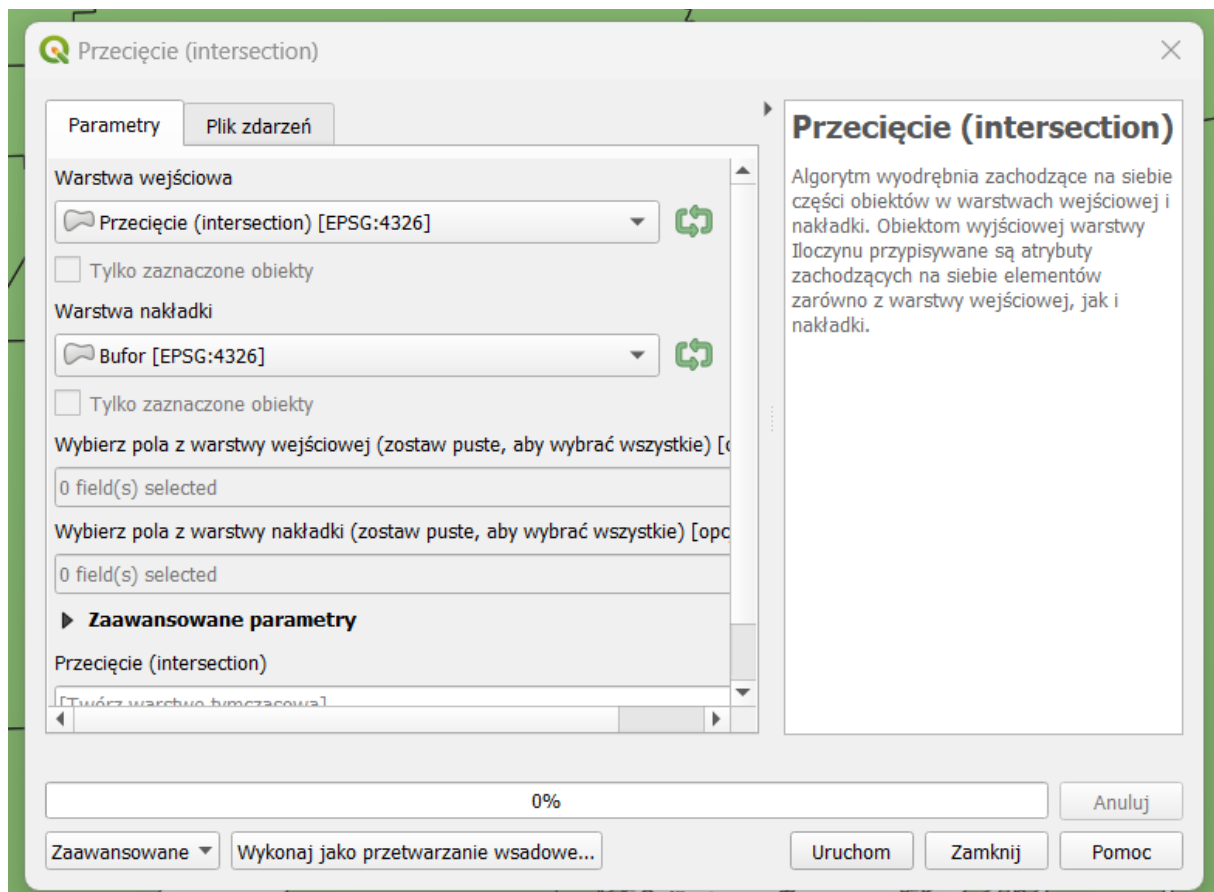 Przecięcie (intersection)
Parametry
Plik zdarzeń
Warstwa wejściowa
Przecięcie (intersection) [EPSG:4326]
Tylko zaznaczone obiekty
Warstwa nakładki
Bufor [EPSG:4326]
Tylko zaznaczone obiekty
Wybierz pola z warstwy wejściowej (zostaw puste, aby wybrać wszystkie) [o
0 field(s) selected
Wybierz pola z warstwy nakładki (zostaw puste, aby wybrać wszystkie) [opc
0 field(s) selected
Zaawansowane parametry
Przecięcie (intersection)
[Twórz warstwę tymczasową]
Przecięcie (intersection)
Algorytm wyodrębnia zachodzące na siebie
części obiektów w warstwach wejściowej i
nakładki. Obiektom wyjściowej warstwy
Iloczynu przypisywane są atrybuty
zachodzących na siebie elementów
zarówno z warstwy wejściowej, jak i
nakładki.
0%
Anuluj
Zaawansowane
Wykonaj jako przetwarzanie wsadowe...
Uruchom
Zamknij
Pomoc